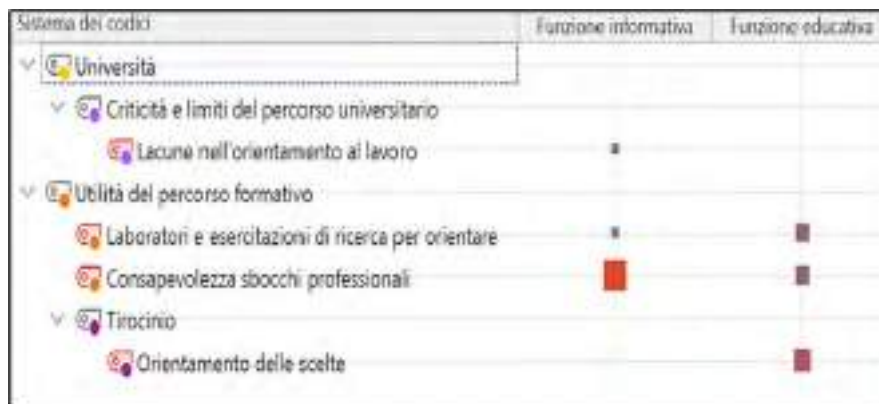 Sistema dei codici Funzione informativa Funzione educativa
Università
Criticità e limiti del percorso universitario
Lacune nell'orientamento al lavoro
Utilità del percorso formativo
Laboratori e esercitazioni di ricerca per orientare
Consapevolezza sbocchi professionali
Tirocinio
Orientamento delle scelte